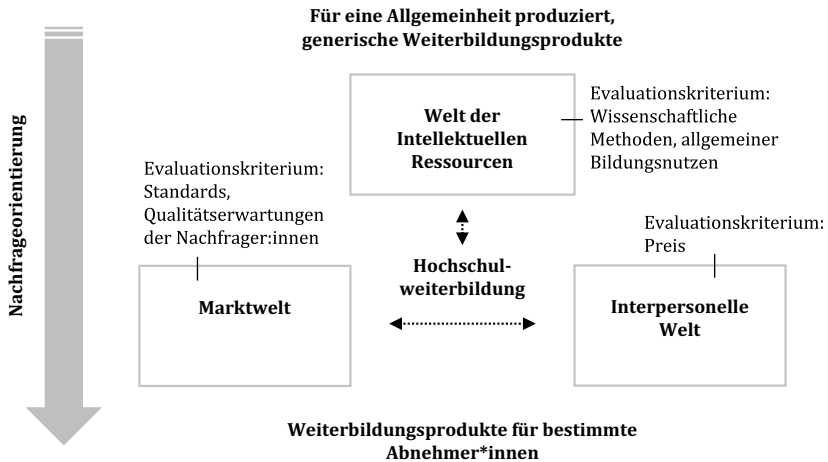 Für eine Allgemeinheit produziert,
generische Weiterbildungsprodukte
Nachfrageorientierung
Welt der
Intellektuellen
Ressourcen
Evaluationskriterium:
Wissenschaftliche
Methoden, allgemeiner
Bildungsnutzen
Evaluationskriterium:
Standards,
Qualitätserwartungen
der Nachfrager:innen
Evaluationskriterium:
Preis
Hochschul-
weiterbildung
Marktwelt
Interpersonelle
Welt
Weiterbildungsprodukte für bestimmte
Abnehmer*innen